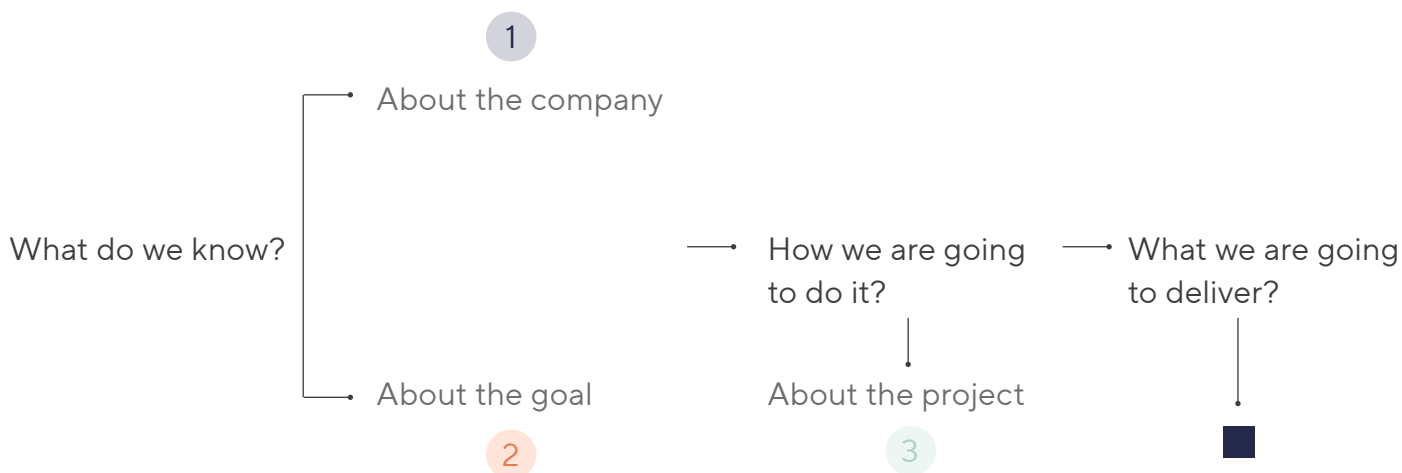 1
About the company
What do we know?
How we are going
to do it?
What we are going
to deliver?
About the goal
About the project
2
3